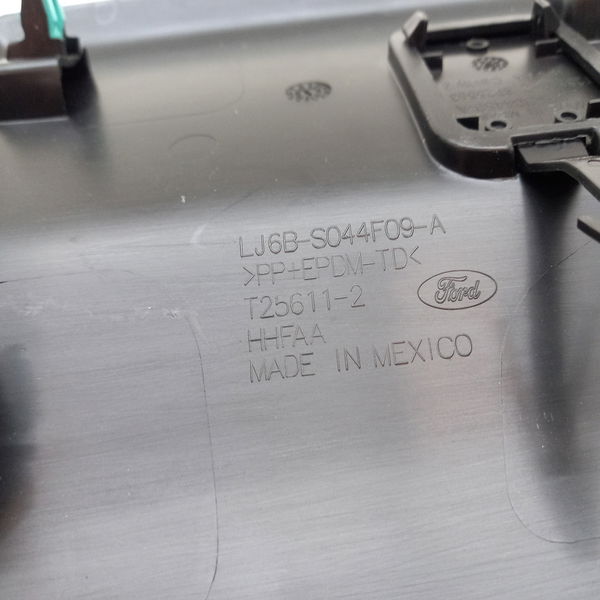 LJ6B-S044F09-A
>PP+EPDM-TD<
T25611-2
Ford
HHFAA
MADE IN MEXICO